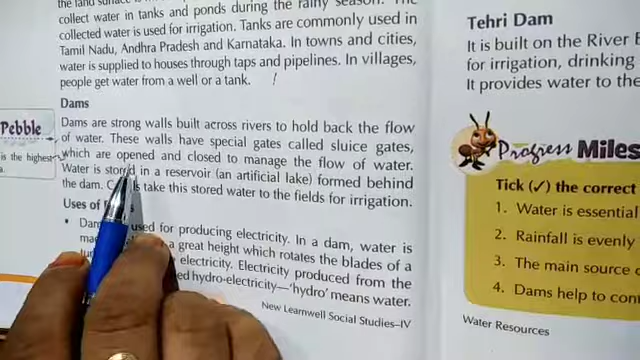 the land surface
collect water in tanks and ponds during the rainy season. The
collected water is used for irrigation. Tanks are commonly used in
Tamil Nadu, Andhra Pradesh and Karnataka. In towns and cities,
water is supplied to houses through taps and pipelines. In villages,
people get water from a well or a tank.
Dams
Dams are strong walls built across rivers to hold back the flow
of water. These walls have special gates called sluice gates,
which are opened and closed to manage the flow of water.
Water is stored in a reservoir (an artificial lake) formed behind
the dam. take this stored water to the fields for irrigation.
Uses of
• used for producing electricity. In a dam, water is
a great height which rotates the blades of a
electricity. Electricity produced from the
hydro-electricity—'hydro' means water.
New Learnwell Social Studies–IV
Pebble
is the highest
a.
Tehri Dam
It is built on the River
for irrigation, drinking
It provides water to the
Progress Miles
Tick (✓) the correct
1. Water is essential
2. Rainfall is evenly
3. The main source
4. Dams help to con
Water Resources